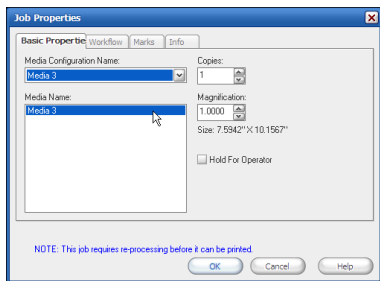 Job Properties
Basic Propertie Workflow Marks Info
Media Configuration Name: Copies:
Media 3 1
Media Name: Magnification:
Media 3 1.0000
Size: 7.5942" X 10.1567"
Hold For Operator
NOTE: This job requires re-processing before it can be printed.
OK Cancel Help